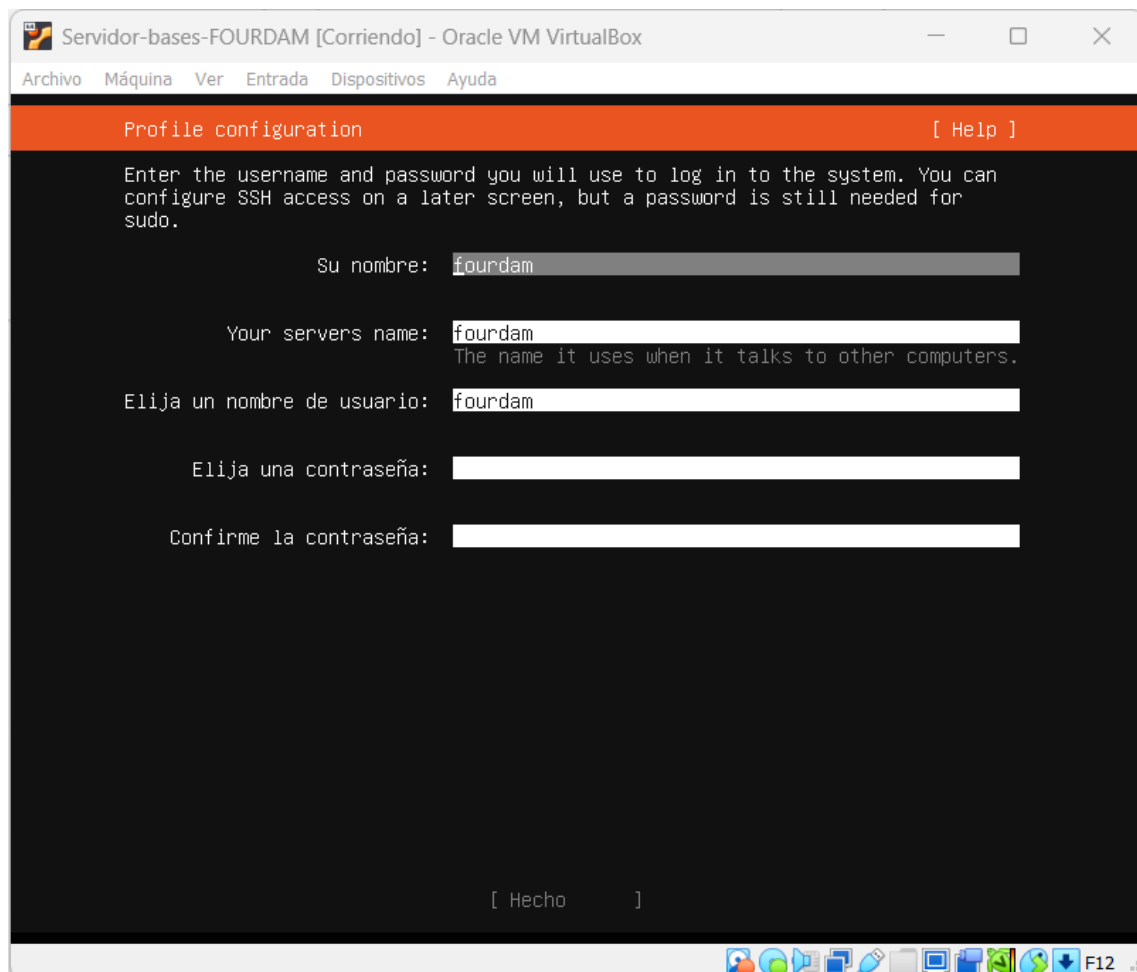 Servidor-bases-FOURDAM [Corriendo] - Oracle VM VirtualBox
Archivo Máquina Ver Entrada Dispositivos Ayuda
Profile configuration [ Help ]
Enter the username and password you will use to log in to the system. You can
configure SSH access on a later screen, but a password is still needed for
sudo.
Su nombre: fourdam
Your servers name: fourdam
The name it uses when it talks to other computers.
Elija un nombre de usuario: fourdam
Elija una contraseña:
Confirme la contraseña:
[ Hecho ]
F12